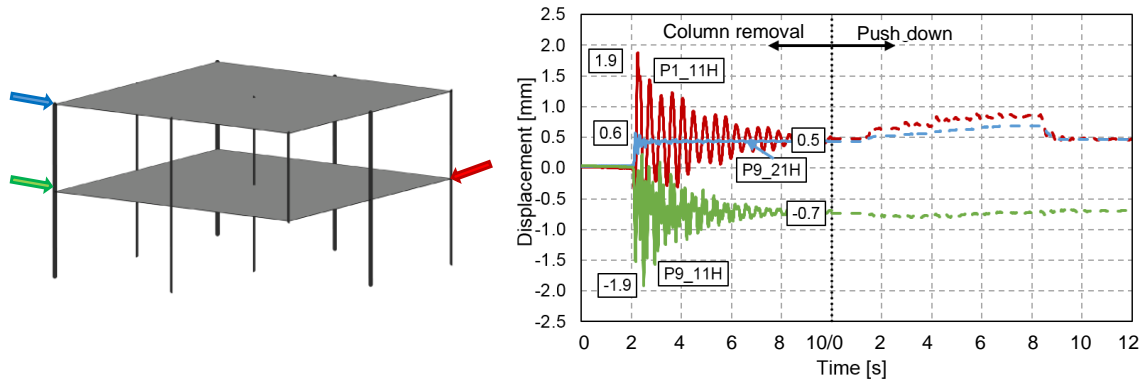 2.5
2.0
1.5
1.0
0.5
0.0
-0.5
-1.0
-1.5
-2.0
-2.5
Displacement [mm]
Column removal
Push_down
1.9
P1_11H
0.6
0.5
P9_21H
-0.7
P9_11H
-1.9
0 2 4 6 8 10/0 2 4 6 8 10 12
Time [s]